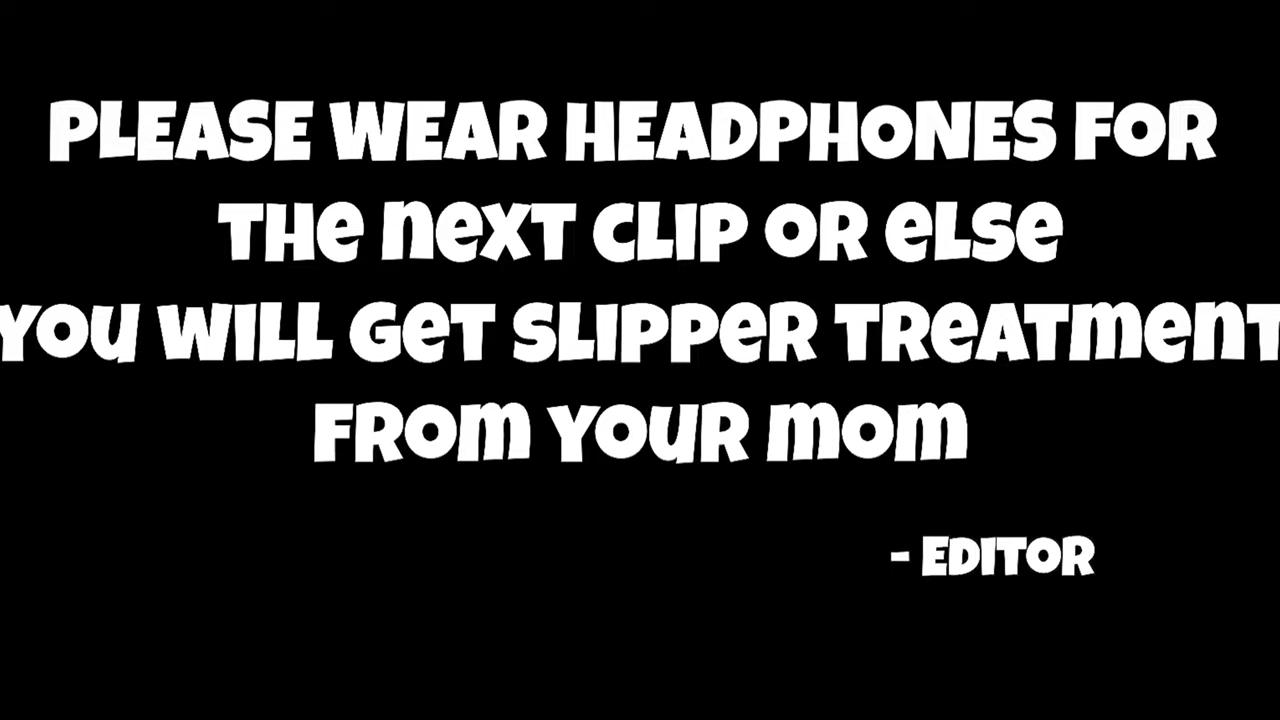 PLEASE WEAR HEADPHONES FOR
THe nexT CLIP OR eLse
YOU WILL GeT SLIPPeR TReaTmenT
FROm YOUR mom
- EDITOR